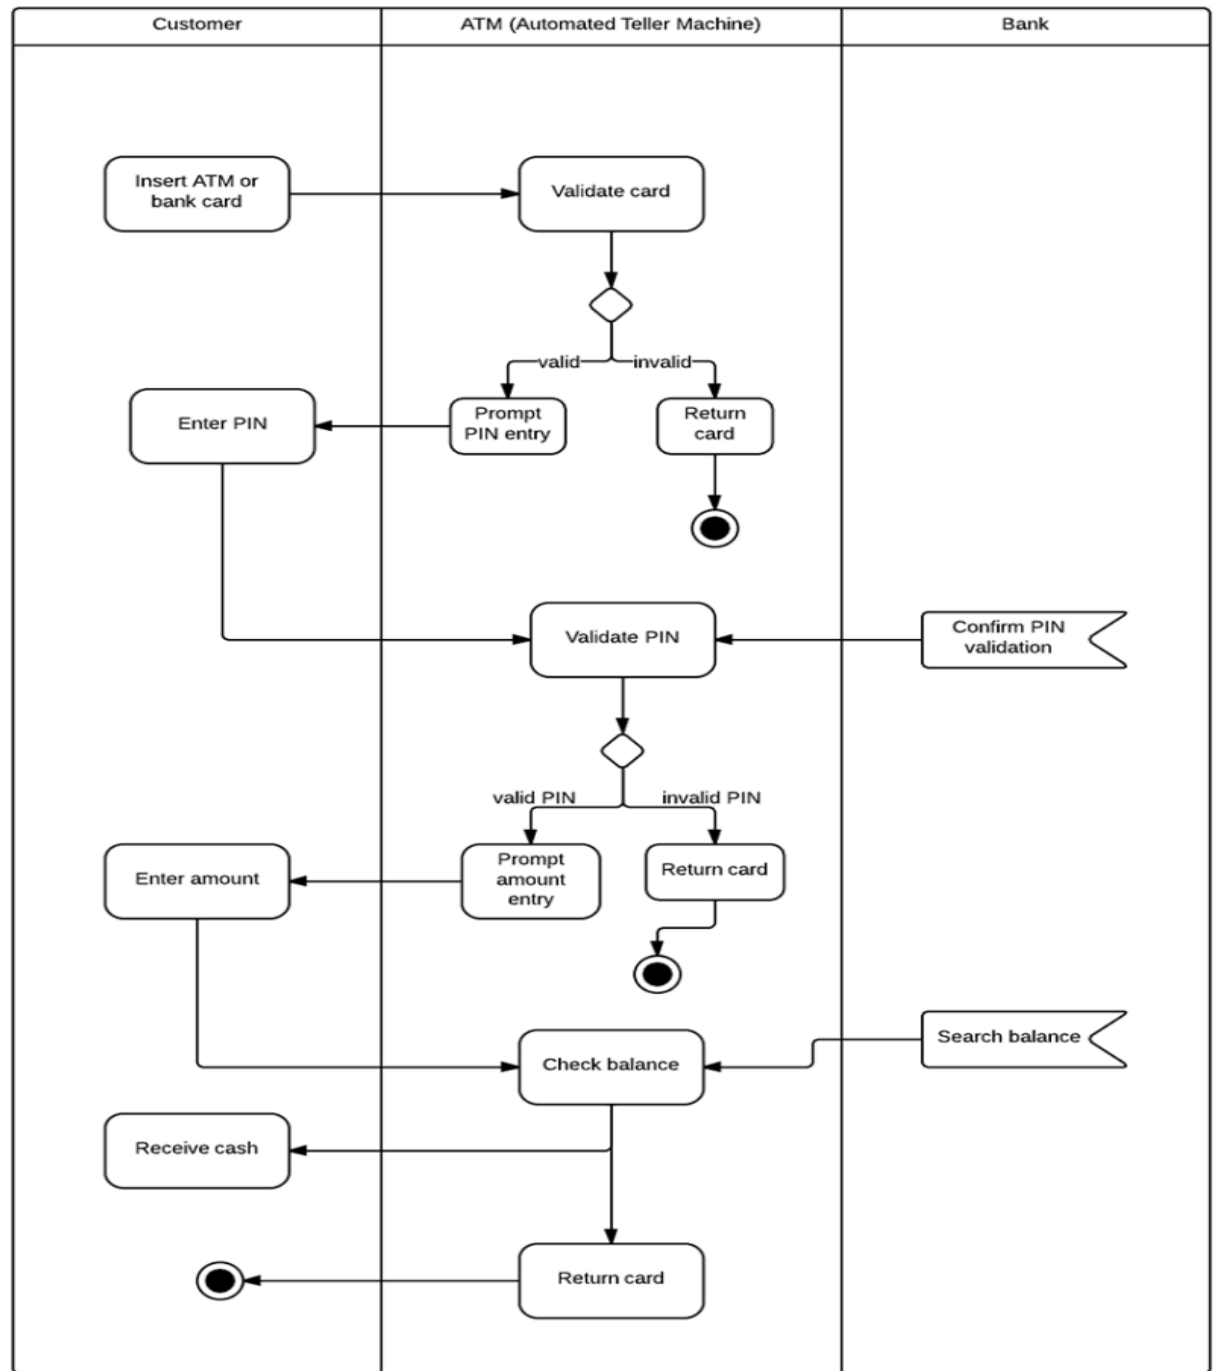 Customer
ATM (Automated Teller Machine)
Bank
Insert ATM or
bank card
Validate card
valid
invalid
Enter PIN
Prompt
PIN entry
Return
card
Validate PIN
Confirm PIN
validation
valid PIN
invalid PIN
Enter amount
Prompt
amount
entry
Return card
Search balance
Check balance
Receive cash
Return card